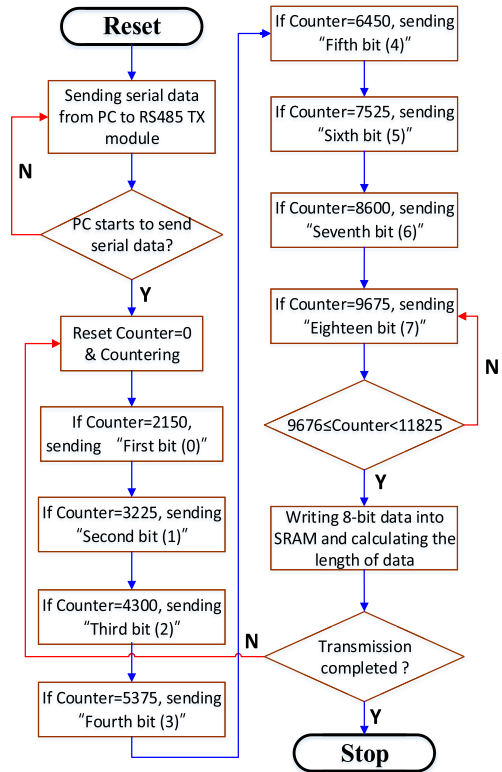 Reset
Sending serial data
from PC to RS485 TX
module
N
PC starts to send
serial data?
Y
Reset Counter=0
& Countering
If Counter=2150,
sending "First bit (0)"
If Counter=3225, sending
"Second bit (1)"
If Counter=4300, sending
"Third bit (2)"
If Counter=5375, sending
"Fourth bit (3)"
If Counter=6450, sending
"Fifth bit (4)"
If Counter=7525, sending
"Sixth bit (5)"
If Counter=8600, sending
"Seventh bit (6)"
If Counter=9675, sending
"Eighteen bit (7)"
N
9676≤Counter<11825
Y
Writing 8-bit data into
SRAM and calculating the
length of data
N
Transmission
completed ?
Y
Stop